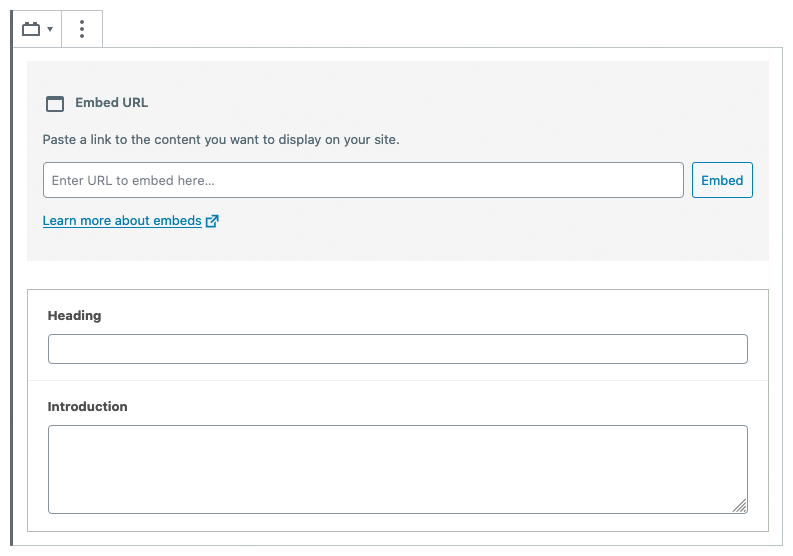 Embed URL
Paste a link to the content you want to display on your site.
Enter URL to embed here…
Embed
Learn more about embeds
Heading
Introduction